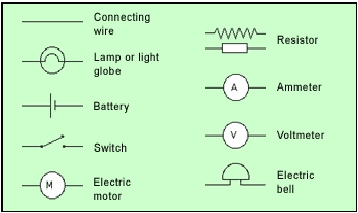 Connecting
wire
Lamp or light
globe
Battery
Switch
M
Electric
motor
Resistor
A
Ammeter
V
Voltmeter
Electric
bell